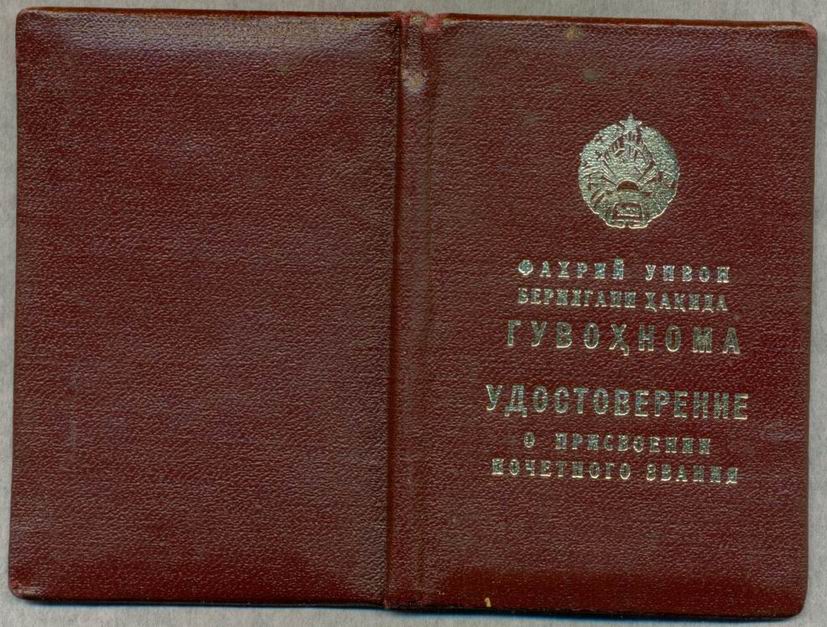 ФАХРИЙ УНВОН
БЕРИЛГАНИ ҲАҚИДА
ГУВОҲНОМА
УДОСТОВЕРЕНИЕ
О ПРИСВОЕНИИ
ПОЧЕТНОГО ЗВАНИЯ